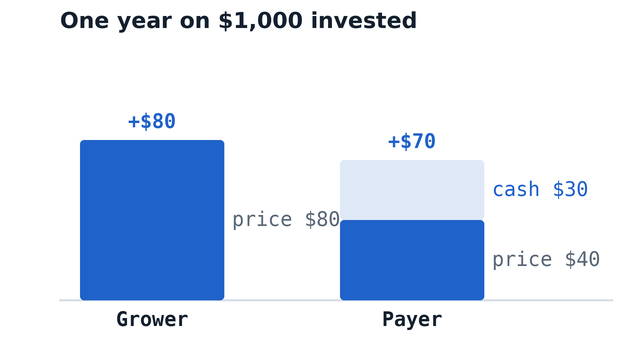 One year on $1,000 invested
+$80
+$70
cash $30
price $80
price $40
Grower
Payer